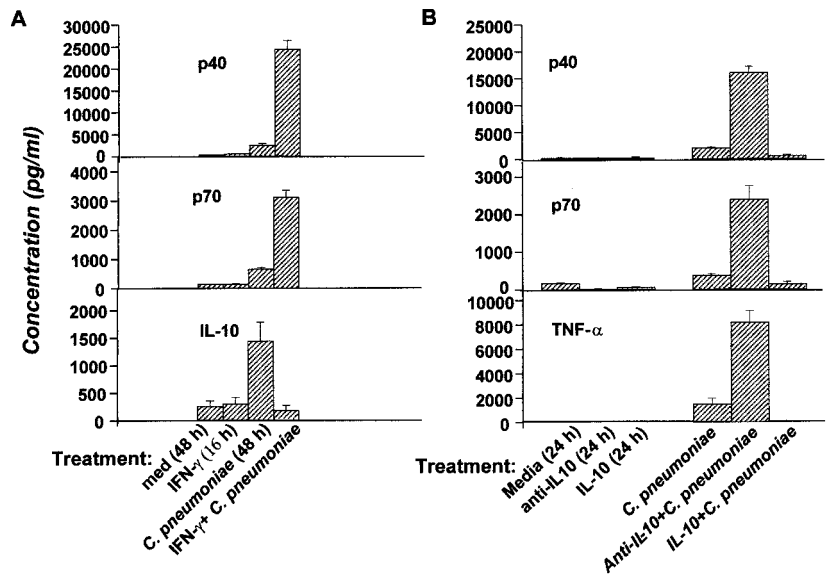 A
Concentration (pg/ml)
30000
25000
20000
15000
10000
5000
0
p40
4000
3000
2000
1000
0
p70
2000
1500
1000
500
0
IL-10
Treatment:
med (48 h)
IFN-γ (16 h)
C. pneumoniae (48 h)
IFN-γ+ C. pneumoniae
B
25000
20000
15000
10000
5000
0
p40
3000
2000
1000
0
p70
10000
8000
6000
4000
2000
0
TNF-α
Treatment:
Media (24 h)
anti-IL10 (24 h)
IL-10 (24 h)
C. pneumoniae
Anti-IL10+C. pneumoniae
IL-10+C. pneumoniae